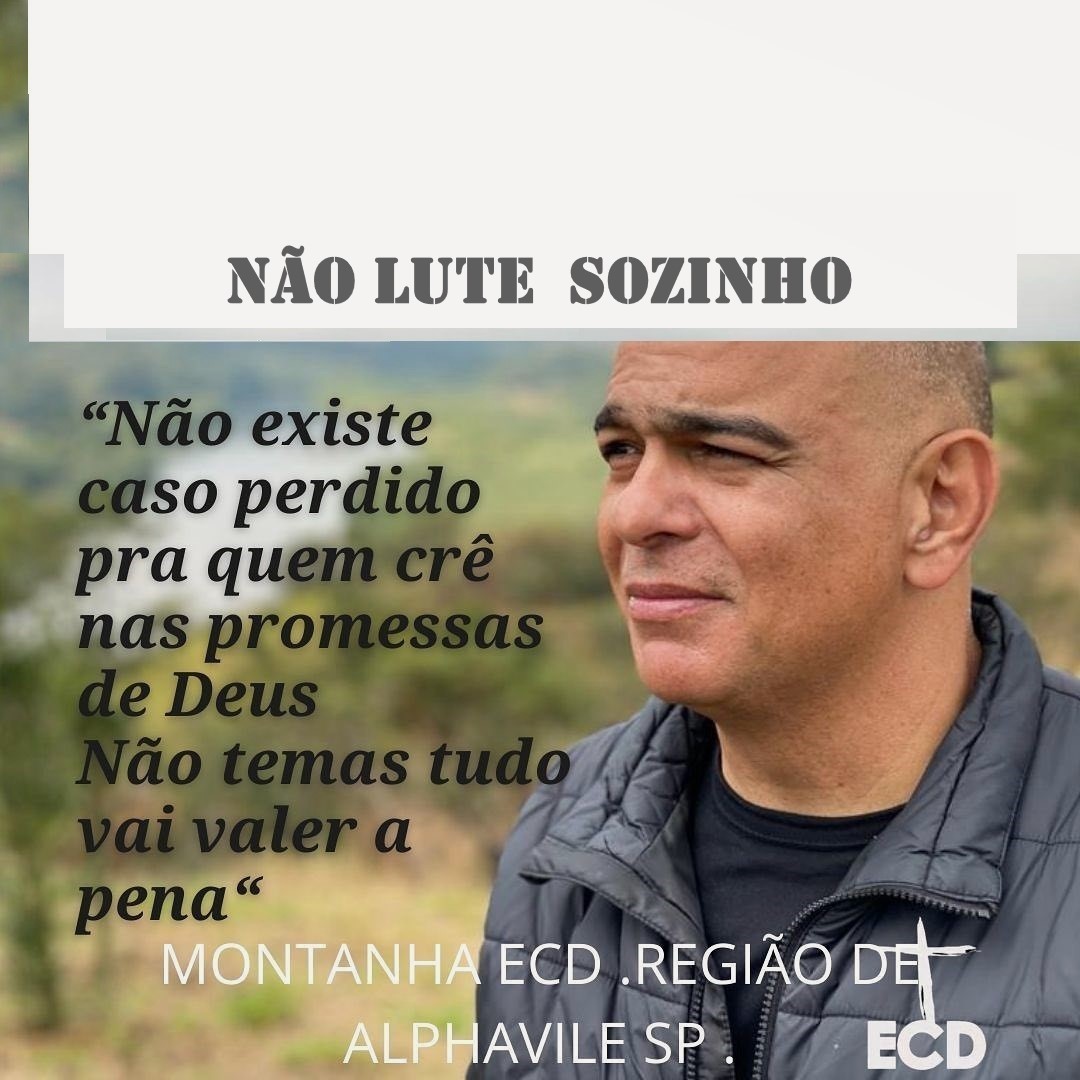 NÃO LUTE SOZINHO
“Não existe
caso perdido
pra quem crê
nas promessas
de Deus
Não temas tudo
vai valer a
pena“
MONTANHA ECD .REGIÃO DE
ALPHAVILE SP .
ECD